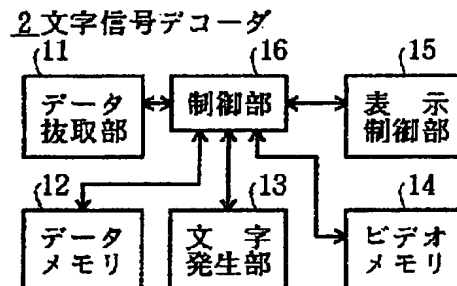 2 文字信号デコーダ
11
16
15
データ
抜取部
制御部
表示
制御部
12
13
14
データ
メモリ
文字
発生部
ビデオ
メモリ